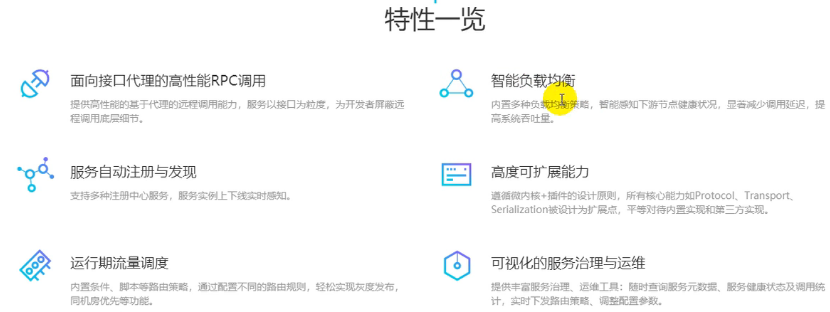 特性一览
面向接口代理的高性能RPC调用
提供高性能的基于代理的远程调用能力，服务以接口为粒度，为开发者屏蔽远
程调用底层细节。
智能负载均衡
内置多种负载均衡策略，智能感知下游节点健康状况，显著减少调用延迟，提
高系统吞吐量。
服务自动注册与发现
支持多种注册中心服务，服务实例上下线实时感知。
高度可扩展能力
遵循微内核+插件的设计原则，所有核心能力如Protocol、Transport、
Serialization被设计为扩展点，平等对待内置实现和第三方实现。
运行期流量调度
内置条件、脚本等路由策略，通过配置不同的路由规则，轻松实现灰度发布，
同机房优先等功能。
可视化的服务治理与运维
提供丰富服务治理、运维工具：随时查询服务元数据、服务健康状态及调用统
计，实时下发路由策略、调整配置参数。